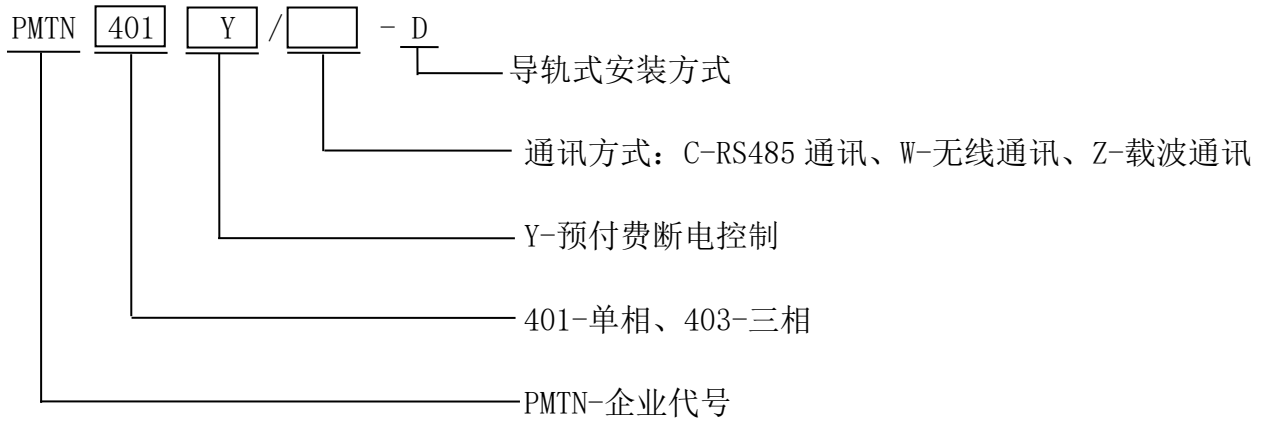 PMTN 401 Y / - D
导轨式安装方式
通讯方式：C-RS485 通讯、W-无线通讯、Z-载波通讯
Y-预付费断电控制
401-单相、403-三相
PMTN-企业代号